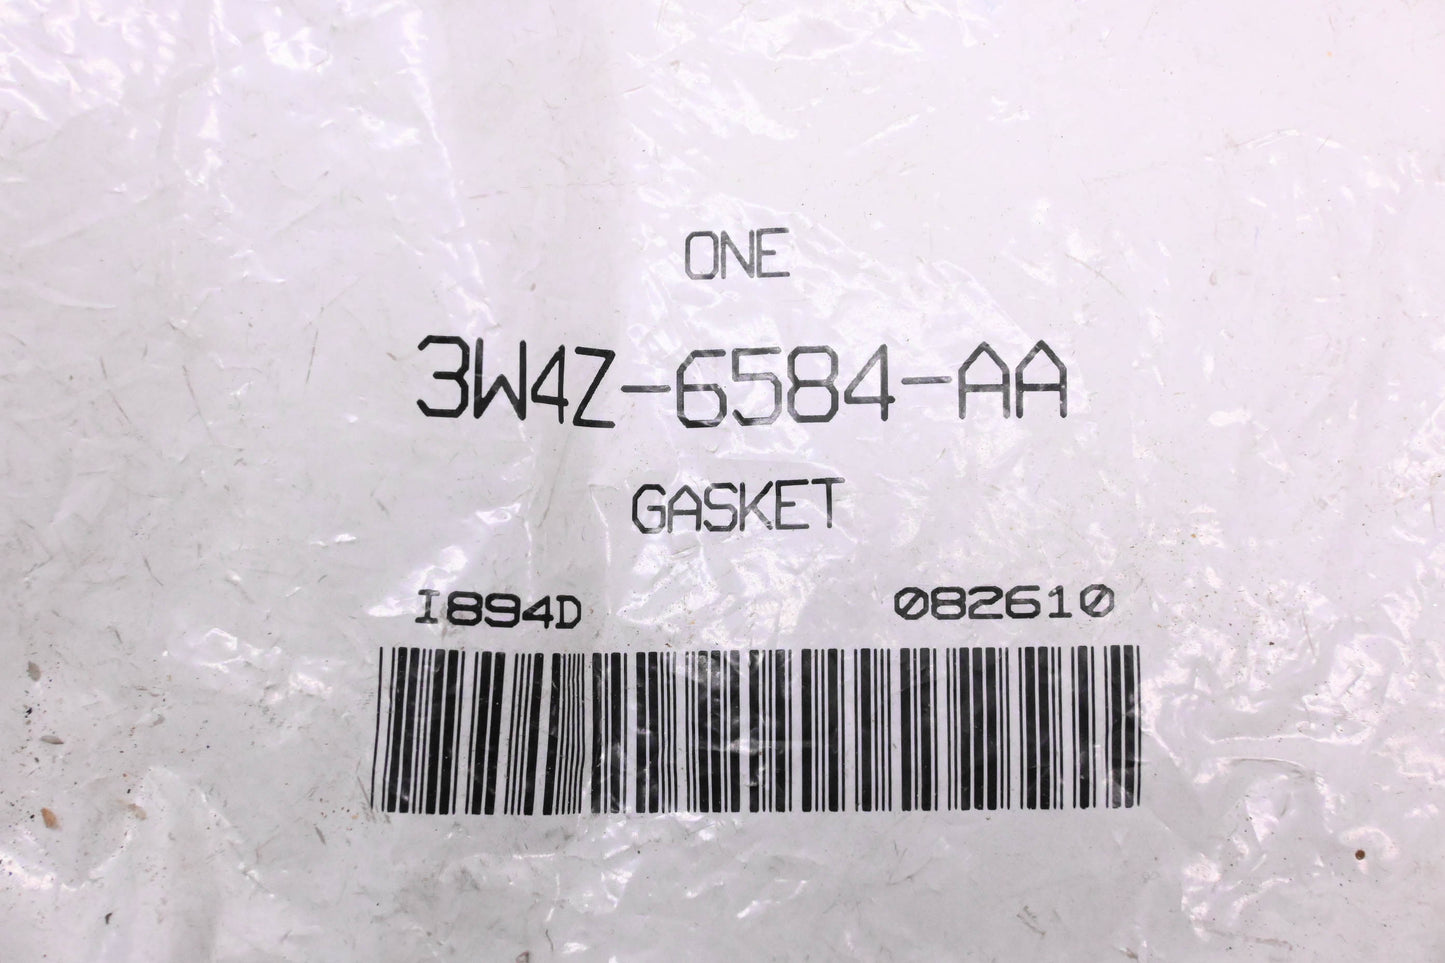 ONE
3W4Z-6584-AA
GASKET
I894D 082610